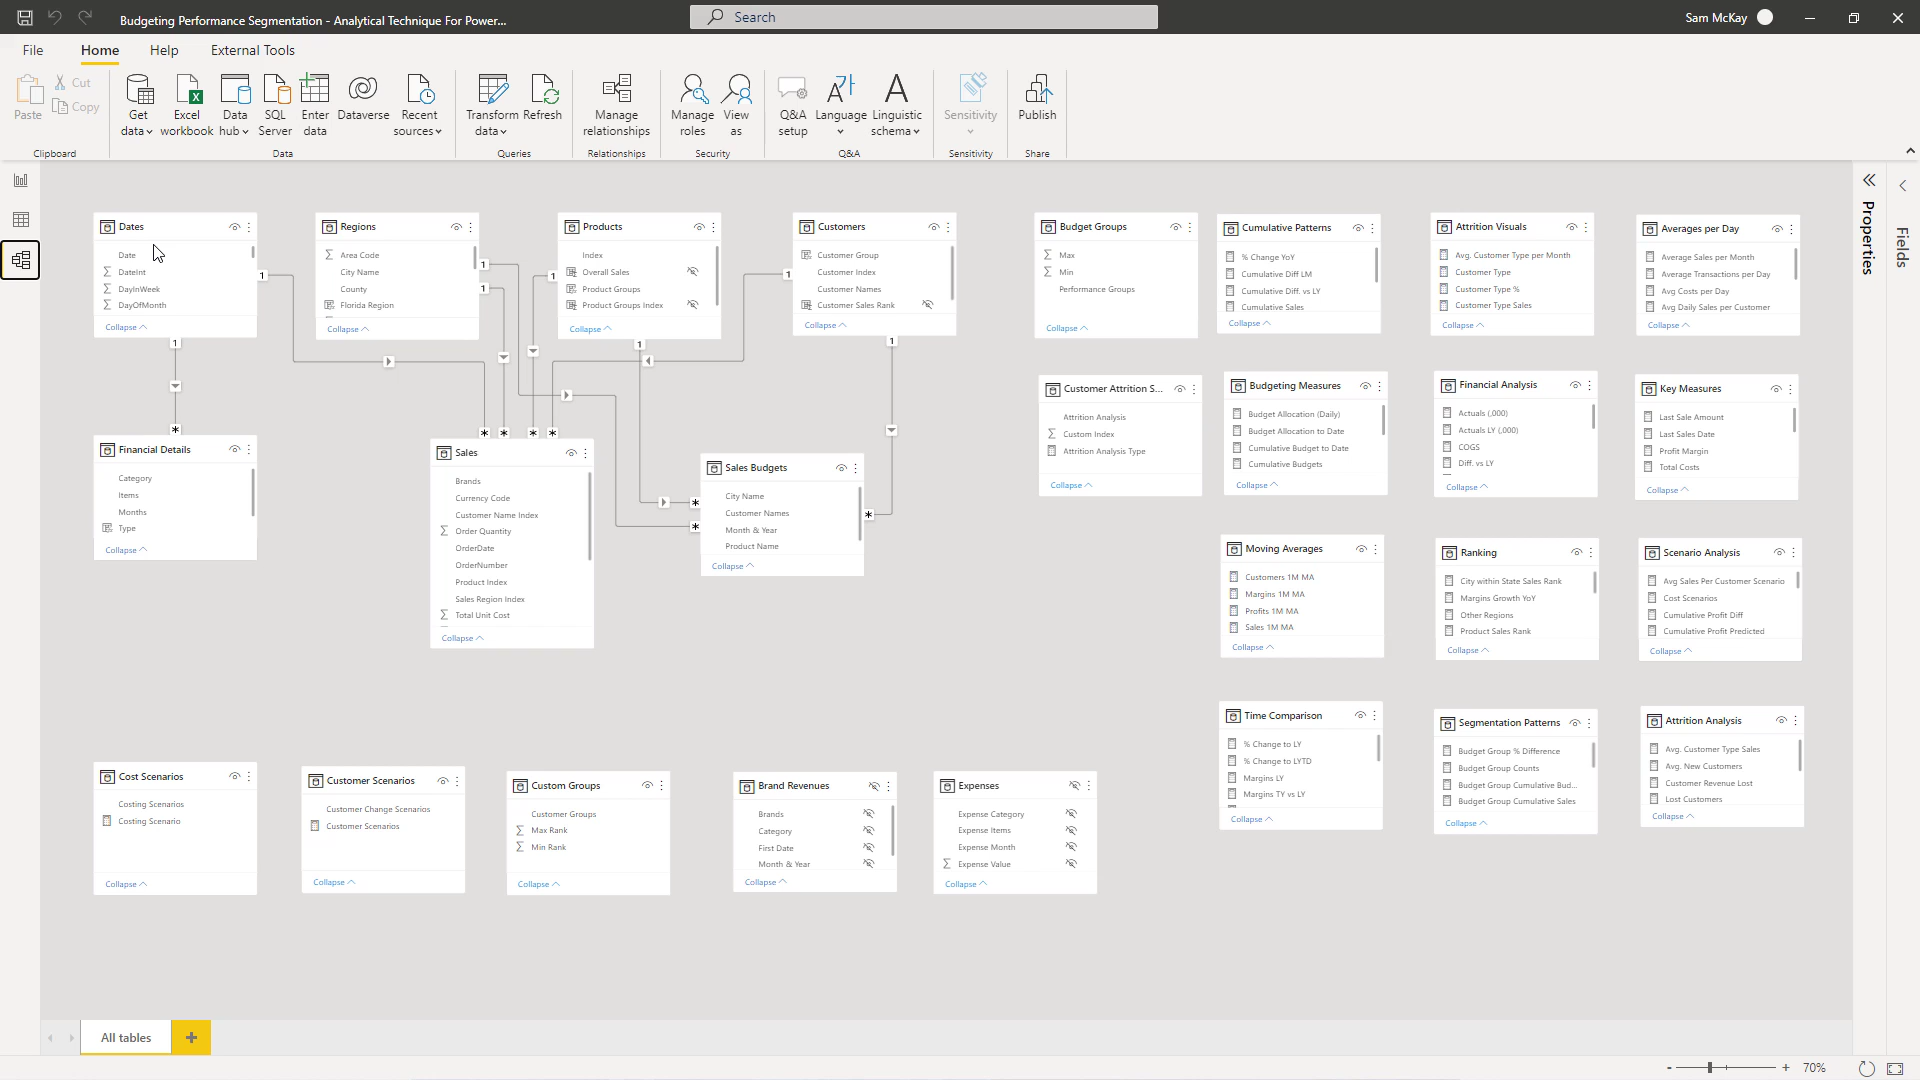 Budgeting Performance Segmentation - Analytical Technique For Power...
Search
Sam McKay
File
Home
Help
External Tools
Paste
Cut
Copy
Get data
Excel workbook
Data hub
SQL Server
Enter data
Dataverse
Recent sources
Transform data
Refresh
Manage relationships
Manage roles
View as
Q&A setup
Language
Linguistic schema
Sensitivity
Publish
Clipboard
Data
Queries
Relationships
Security
Q&A
Sensitivity
Share
Properties
Fields
Dates
Date
DateInt
DayInWeek
DayOfMonth
Collapse
Regions
Area Code
City Name
County
Florida Region
Collapse
Products
Index
Overall Sales
Product Groups
Product Groups Index
Collapse
Customers
Customer Group
Customer Index
Customer Names
Customer Sales Rank
Collapse
Budget Groups
Max
Min
Performance Groups
Collapse
Cumulative Patterns
% Change YoY
Cumulative Diff LM
Cumulative Diff. vs LY
Cumulative Sales
Collapse
Attrition Visuals
Avg. Customer Type per Month
Customer Type
Customer Type %
Customer Type Sales
Collapse
Averages per Day
Average Sales per Month
Average Transactions per Day
Avg Costs per Day
Avg Daily Sales per Customer
Collapse
1
1
1
1
1
1
1
1
*
*
*
*
*
*
*
*
Financial Details
Category
Items
Months
Type
Collapse
Sales
Brands
Currency Code
Customer Name Index
Order Quantity
OrderDate
OrderNumber
Product Index
Sales Region Index
Total Unit Cost
Collapse
Sales Budgets
City Name
Customer Names
Month & Year
Product Name
Collapse
Customer Attrition S...
Attrition Analysis
Custom Index
Attrition Analysis Type
Collapse
Budgeting Measures
Budget Allocation (Daily)
Budget Allocation to Date
Cumulative Budget to Date
Cumulative Budgets
Collapse
Financial Analysis
Actuals (,000)
Actuals LY (,000)
COGS
Diff. vs LY
Collapse
Key Measures
Last Sale Amount
Last Sales Date
Profit Margin
Total Costs
Collapse
Moving Averages
Customers 1M MA
Margins 1M MA
Profits 1M MA
Sales 1M MA
Collapse
Ranking
City within State Sales Rank
Margins Growth YoY
Other Regions
Product Sales Rank
Collapse
Scenario Analysis
Avg Sales Per Customer Scenario
Cost Scenarios
Cumulative Profit Diff
Cumulative Profit Predicted
Collapse
Time Comparison
% Change to LY
% Change to LYTD
Margins LY
Margins TY vs LY
Collapse
Segmentation Patterns
Budget Group % Difference
Budget Group Counts
Budget Group Cumulative Bud...
Budget Group Cumulative Sales
Collapse
Attrition Analysis
Avg. Customer Type Sales
Avg. New Customers
Customer Revenue Lost
Lost Customers
Collapse
Cost Scenarios
Costing Scenarios
Costing Scenario
Collapse
Customer Scenarios
Customer Change Scenarios
Customer Scenarios
Collapse
Custom Groups
Customer Groups
Max Rank
Min Rank
Collapse
Brand Revenues
Brands
Category
First Date
Month & Year
Collapse
Expenses
Expense Category
Expense Items
Expense Month
Expense Value
Collapse
All tables
+
- + 70%